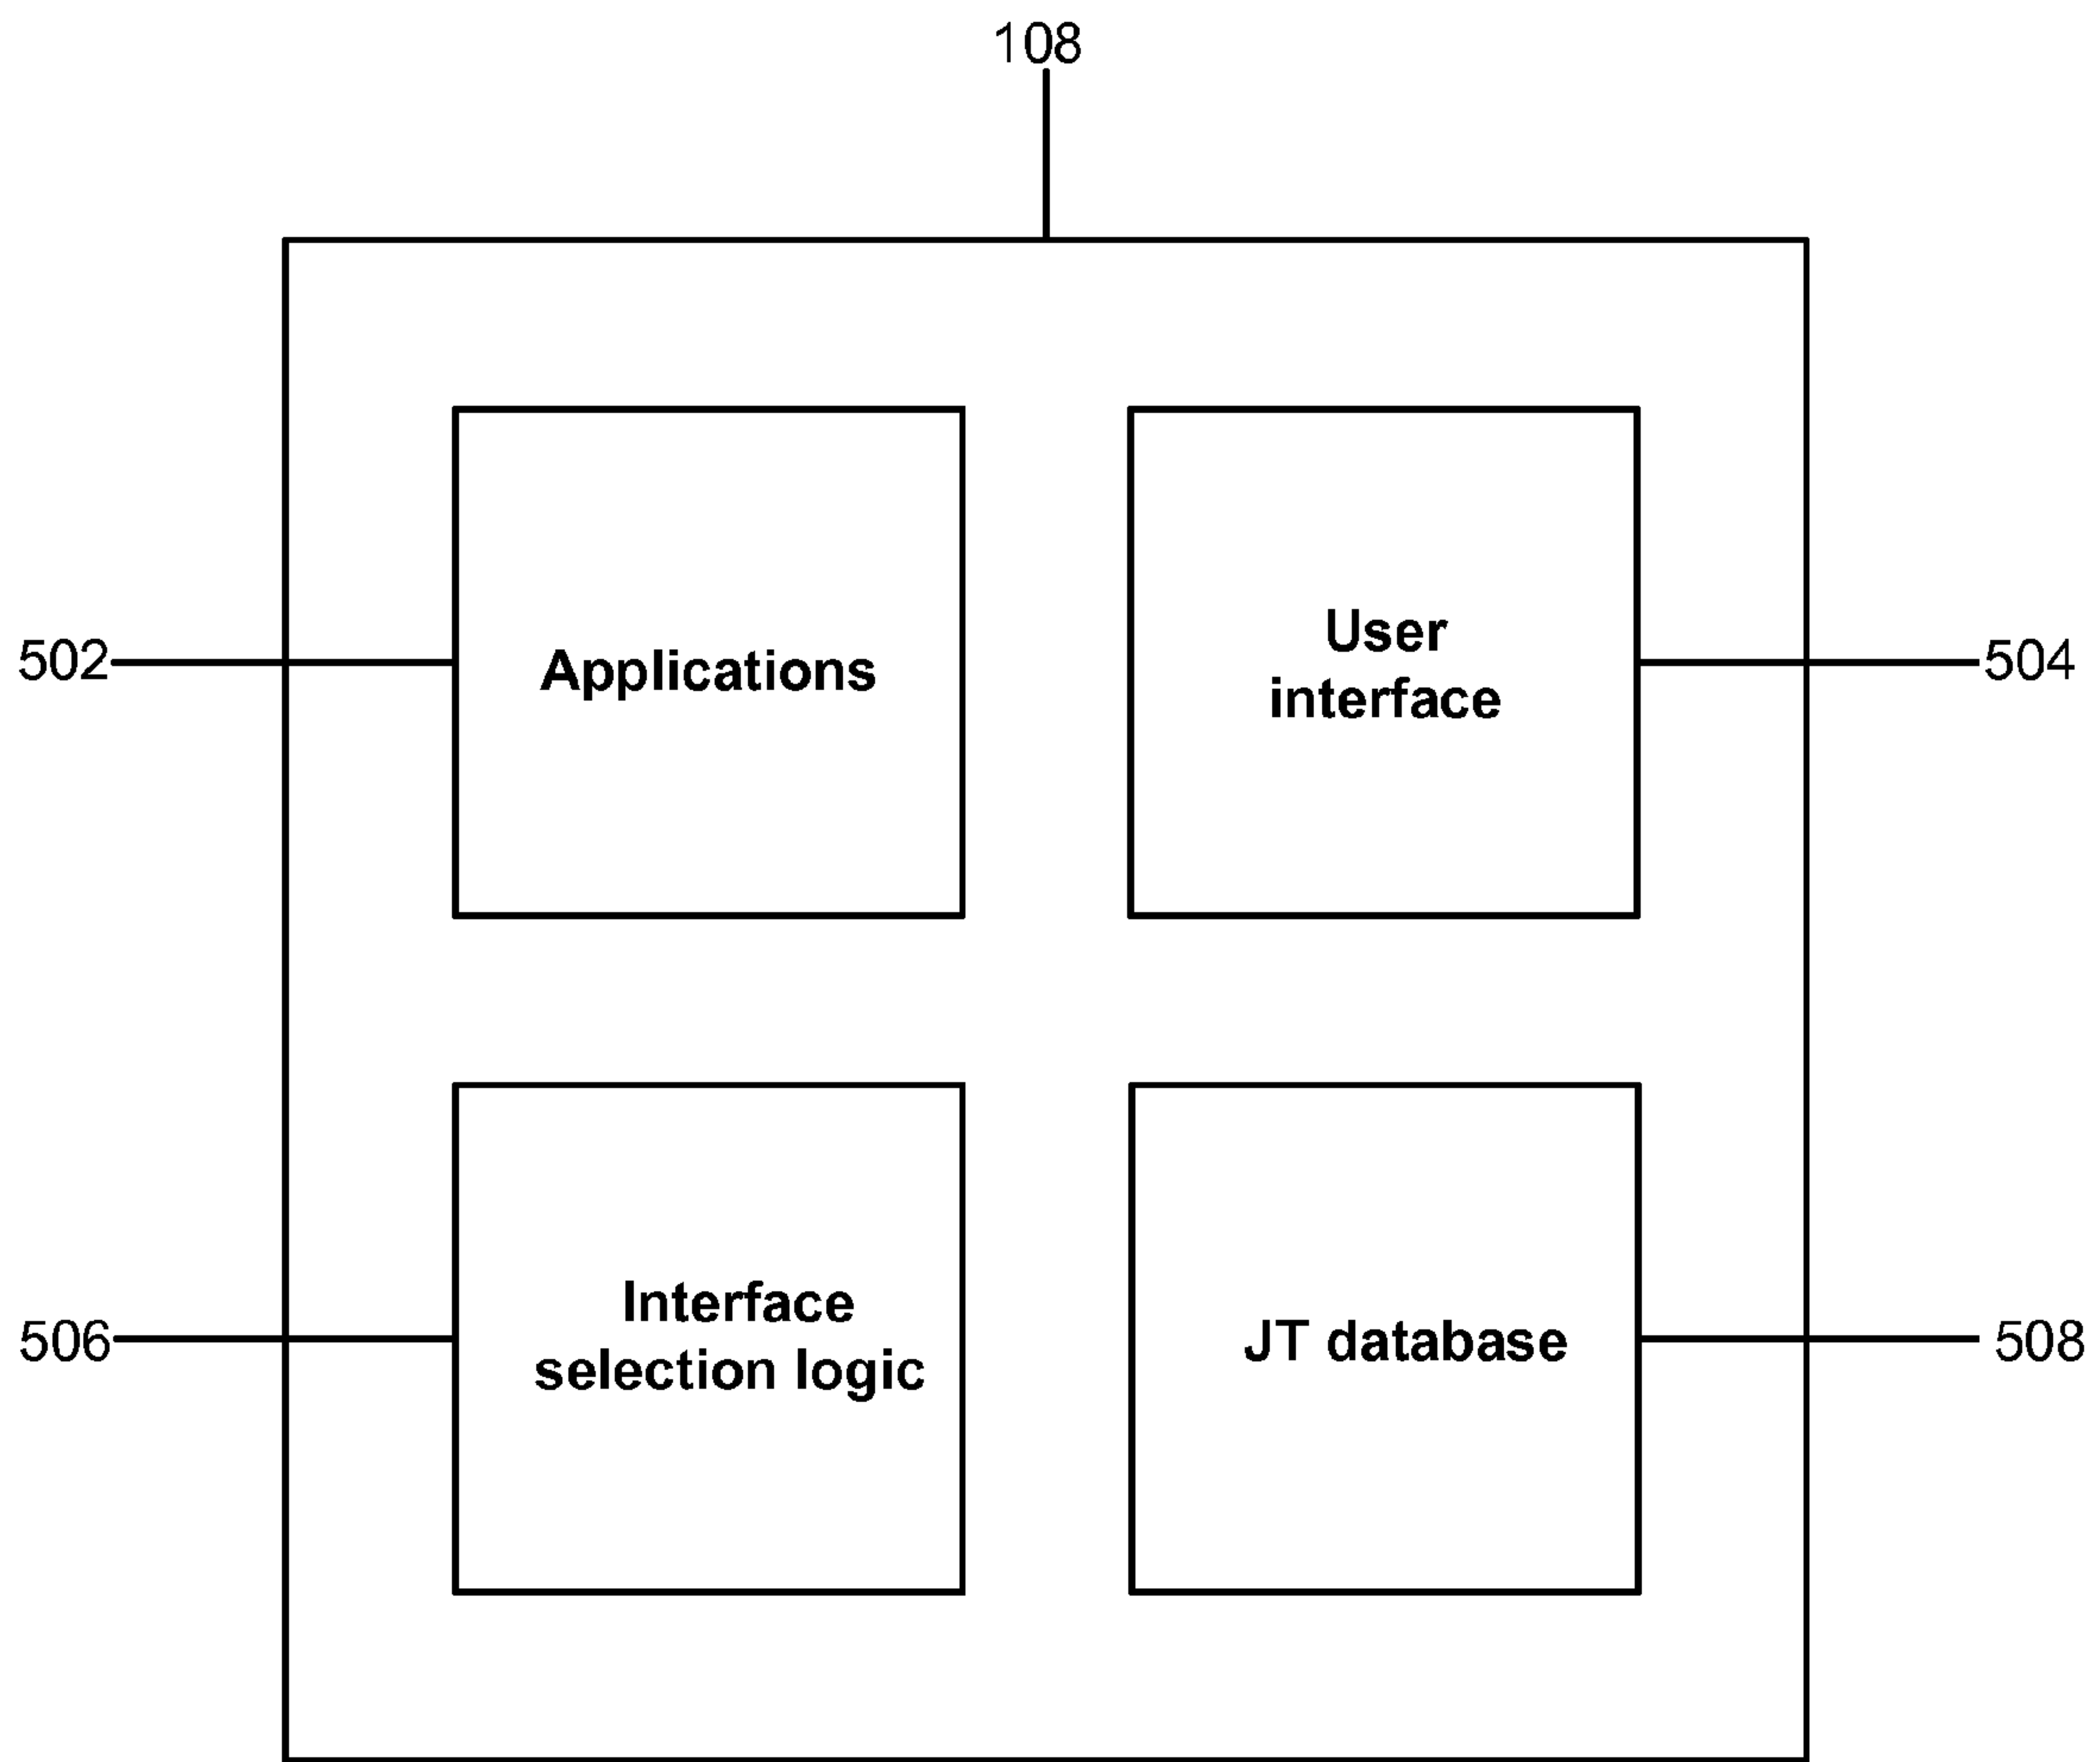 108
502
Applications
User
interface
504
506
Interface
selection logic
JT database
508